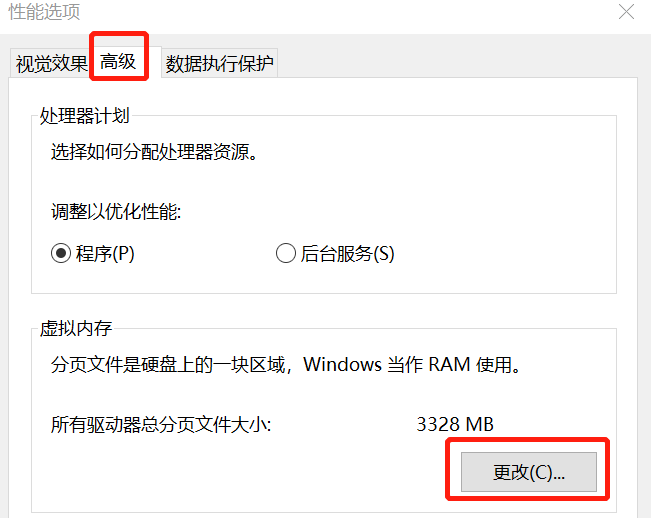 性能选项
视觉效果 高级 数据执行保护
处理器计划
选择如何分配处理器资源。
调整以优化性能:
程序(P) 后台服务(S)
虚拟内存
分页文件是硬盘上的一块区域，Windows 当作 RAM 使用。
所有驱动器总分页文件大小: 3328 MB
更改(C)...